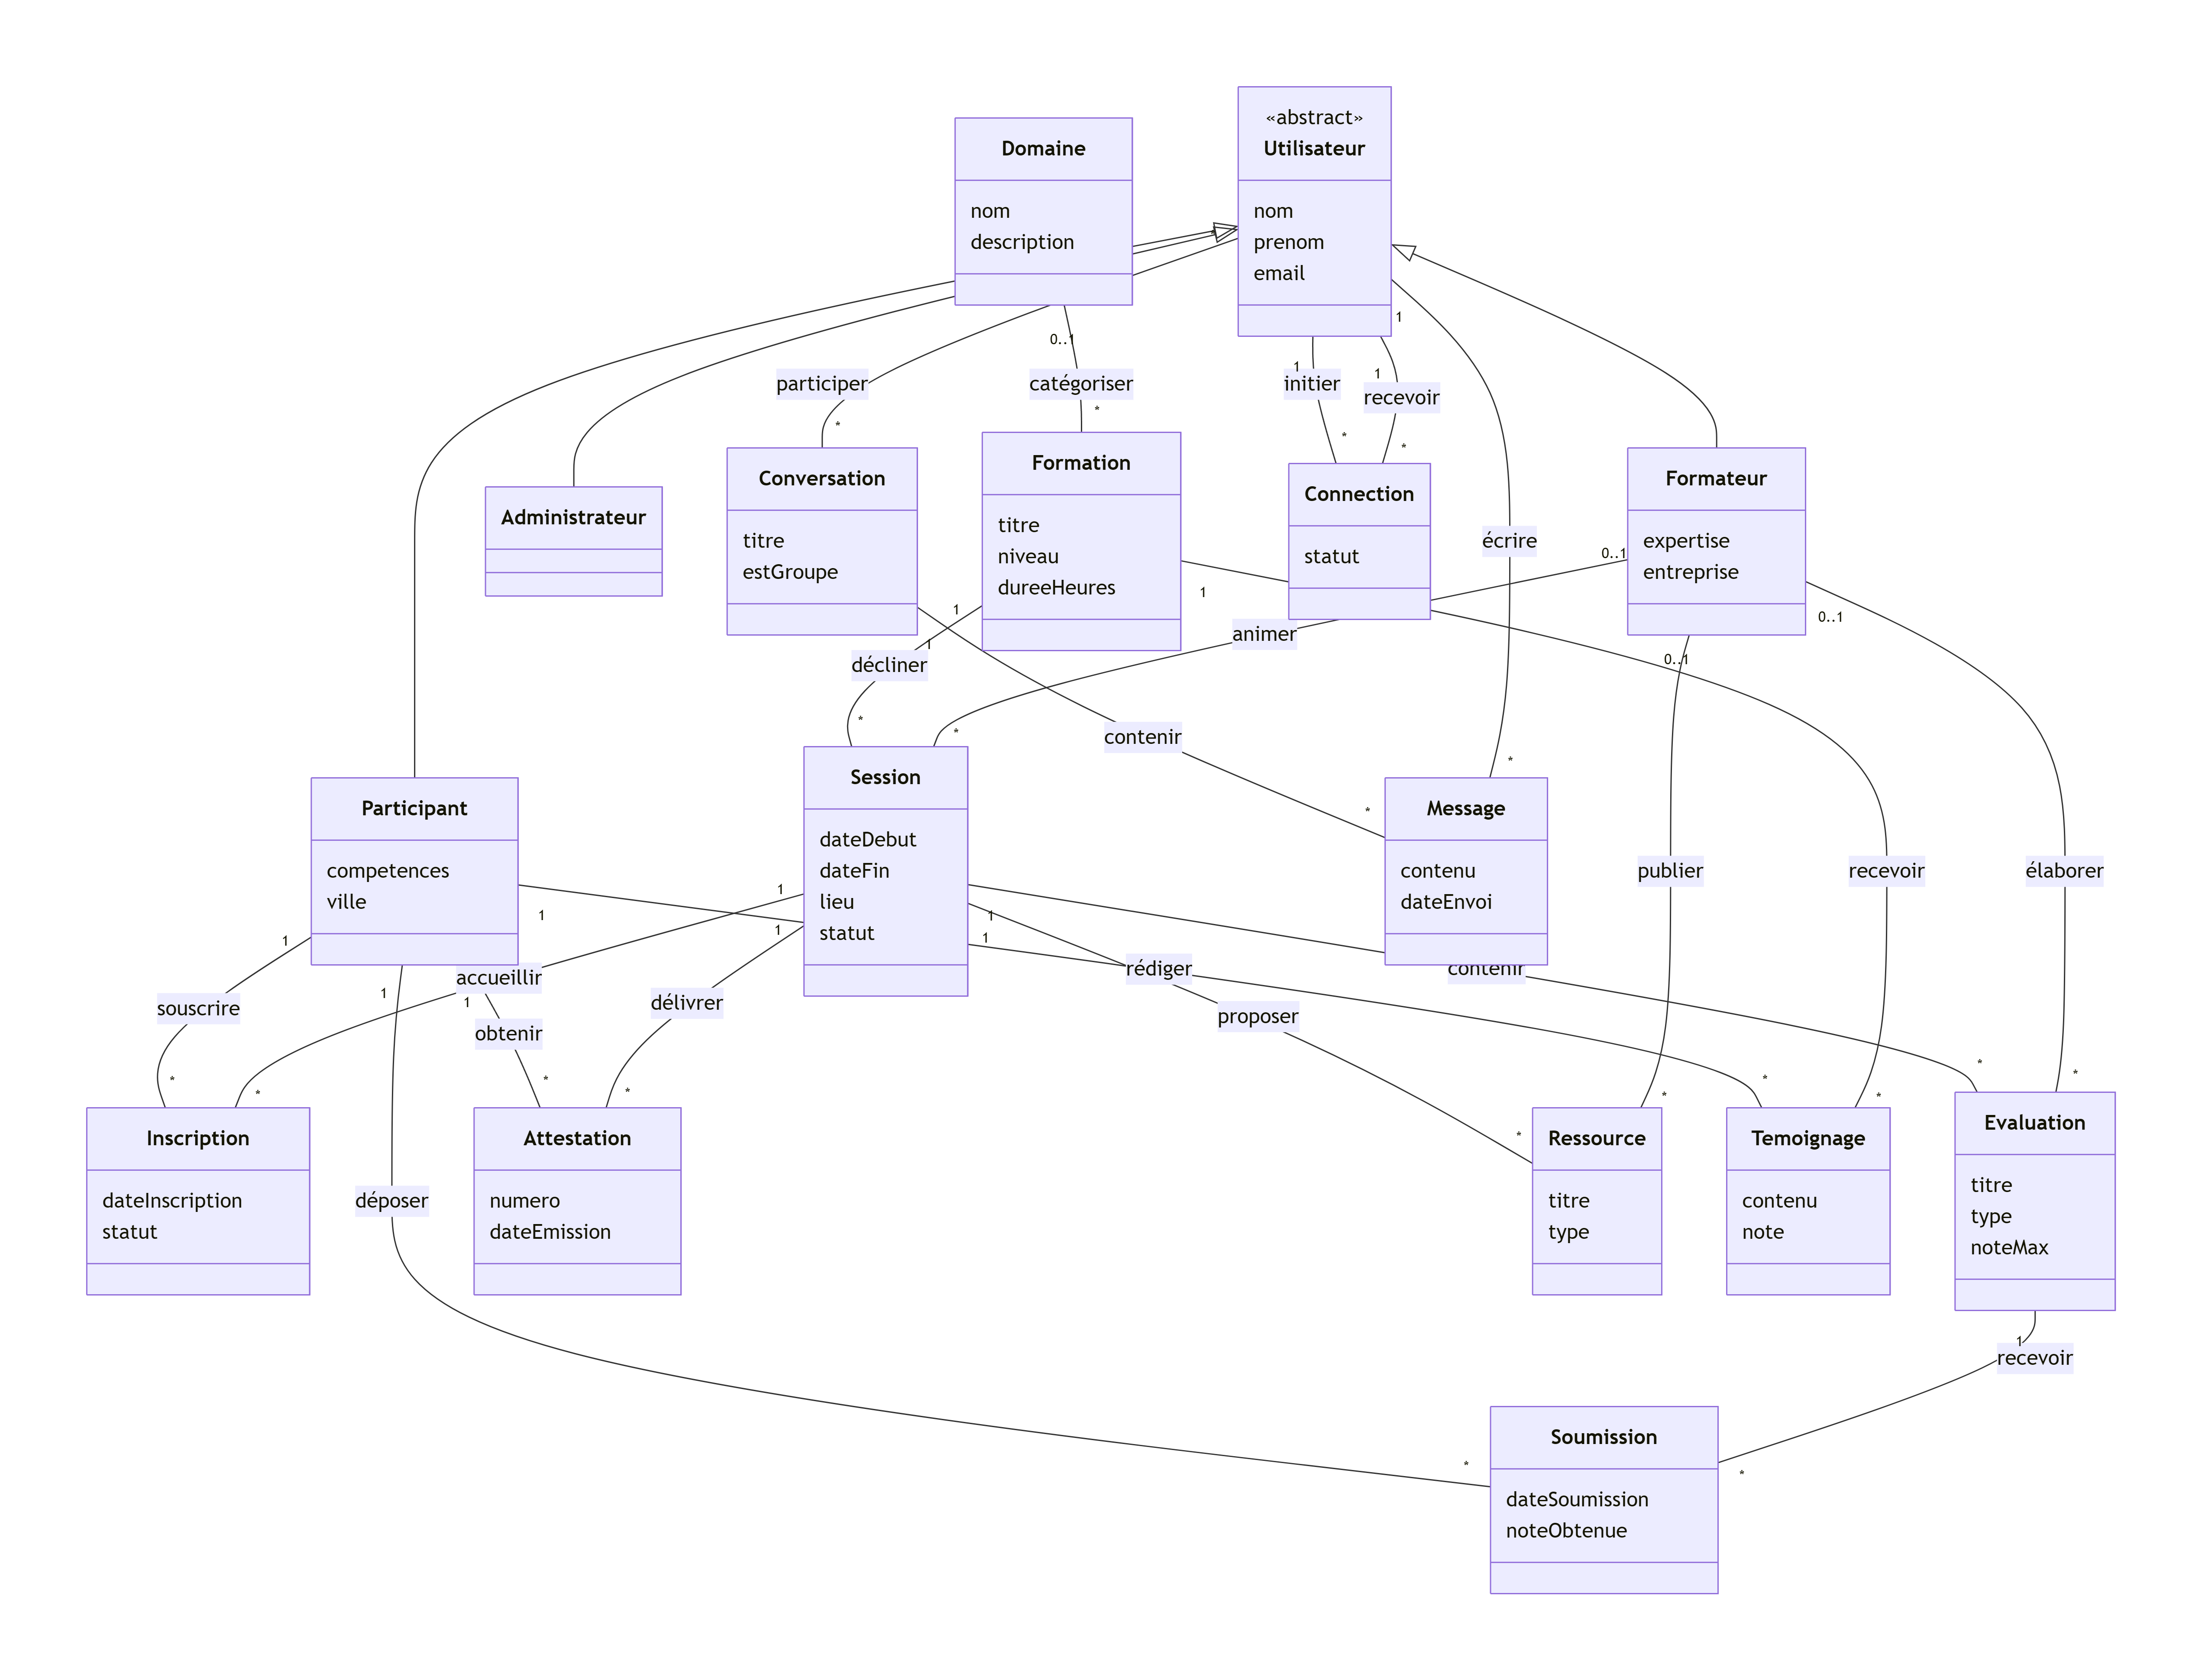 «abstract»
Utilisateur
nom
prenom
email
Domaine
nom
description
1
0..1
participer
catégoriser
initier
1
1
recevoir
*
*
*
*
*
Conversation
titre
estGroupe
Formation
titre
niveau
dureeHeures
Connection
statut
Formateur
expertise
entreprise
Administrateur
écrire
0..1
1
1
0..1
animer
1
décliner
0..1
*
*
contenir
*
*
Participant
competences
ville
Session
dateDebut
dateFin
lieu
statut
Message
contenu
dateEnvoi
publier
recevoir
élaborer
1
1
1
1
1
1
accueillir
rédiger
contenir
1
1
souscrire
délivrer
proposer
obtenir
*
*
*
*
*
*
*
*
*
*
Inscription
dateInscription
statut
Attestation
numero
dateEmission
Ressource
titre
type
Temoignage
contenu
note
Evaluation
titre
type
noteMax
déposer
1
recevoir
*
*
Soumission
dateSoumission
noteObtenue